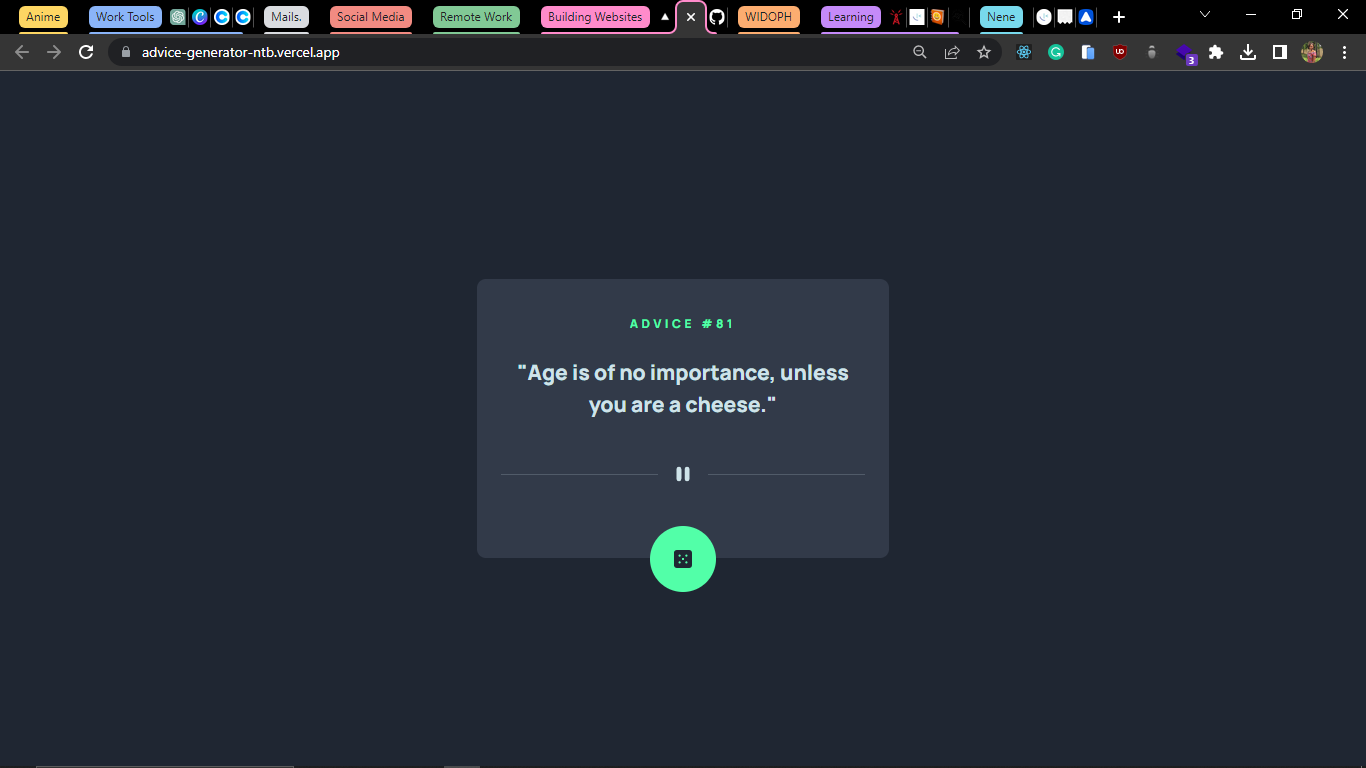 Anime
Work Tools
Mails.
Social Media
Remote Work
Building Websites
WIDOPH
Learning
Nene
advice-generator-ntb.vercel.app
3
ADVICE #81
"Age is of no importance, unless
you are a cheese."